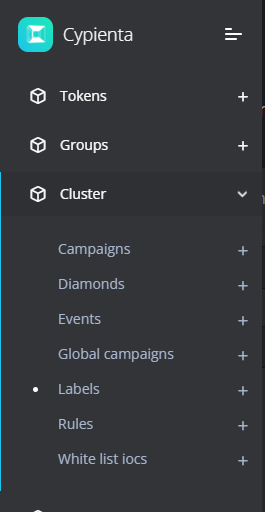 Cypienta
Tokens +
Groups +
Cluster
Campaigns +
Diamonds +
Events +
Global campaigns +
Labels +
Rules +
White list iocs +